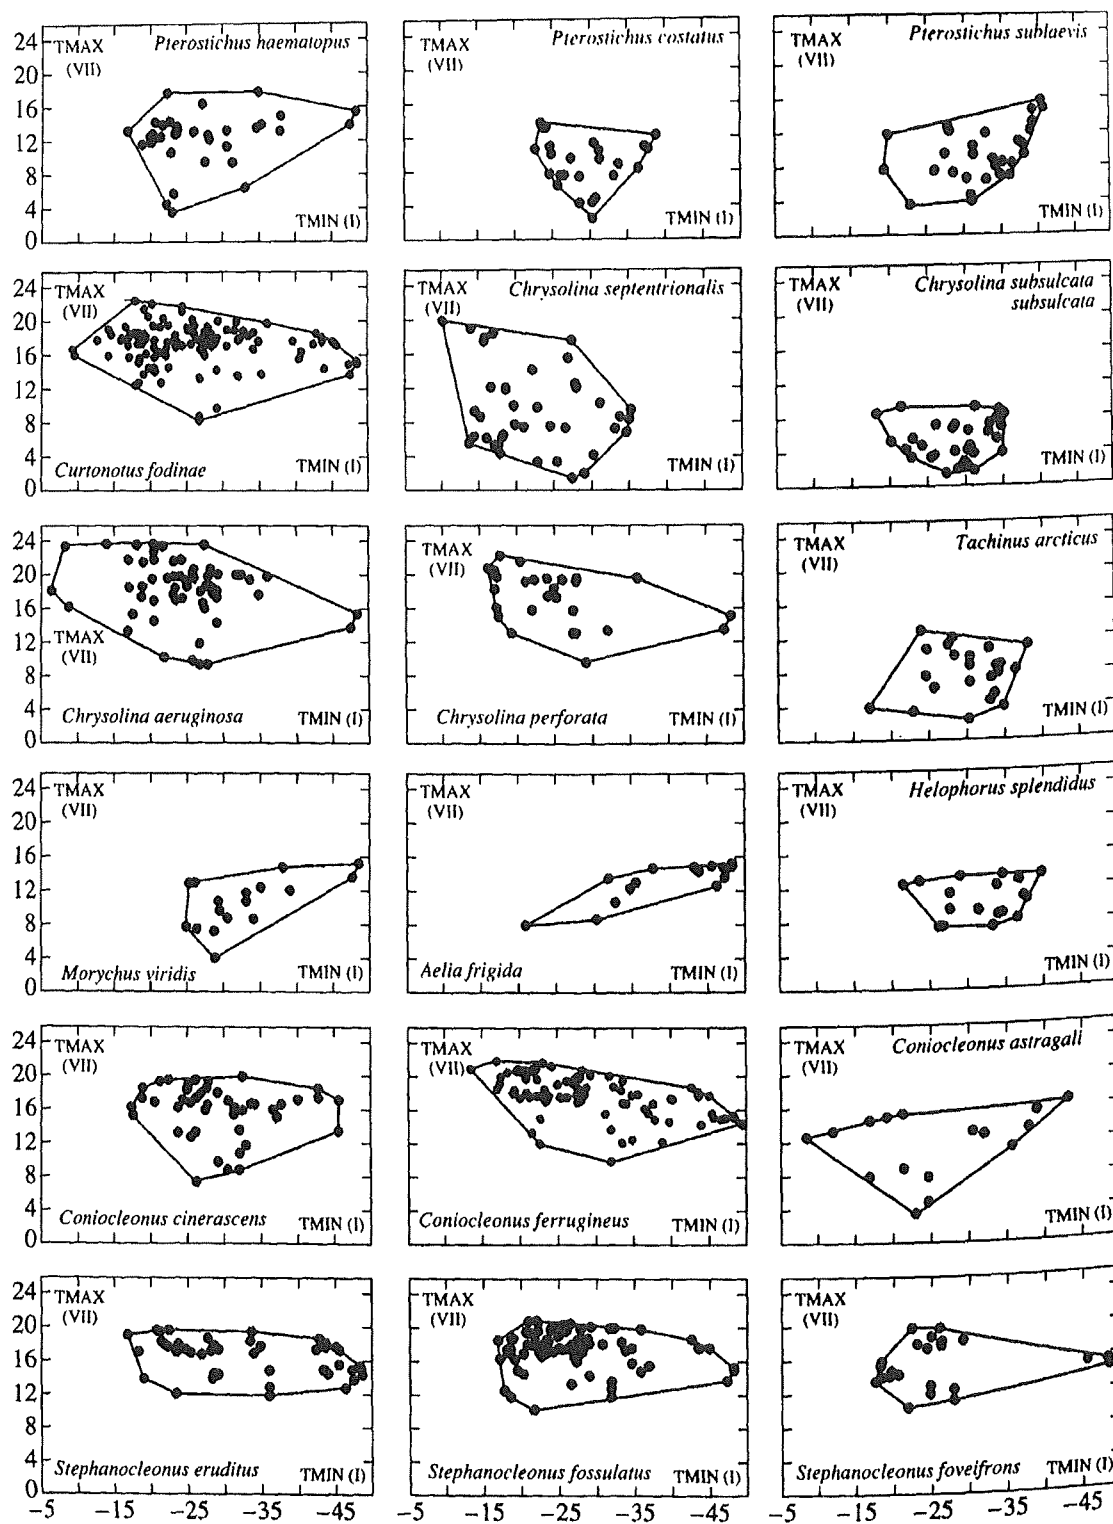 24
20
16
12
8
4
0
TMAX
(VII)
Pterostichus haematopus
TMIN (I)
TMAX
(VII)
Pterostichus costatus
TMIN (I)
TMAX
(VII)
Pterostichus sublaevis
TMIN (I)
24
20
16
12
8
4
0
TMAX
(VII)
Curtonotus fodinae
TMIN (I)
TMAX
(VII)
Chrysolina septentrionalis
TMIN (I)
TMAX
(VII)
Chrysolina subsulcata
subsulcata
TMIN (I)
24
20
16
12
8
4
0
TMAX
(VII)
TMAX
(VII)
Chrysolina aeruginosa
TMIN (I)
TMAX
(VII)
Chrysolina perforata
TMIN (I)
TMAX
(VII)
Tachinus arcticus
TMIN (I)
24
20
16
12
8
4
0
TMAX
(VII)
Morychus viridis
TMIN (I)
TMAX
(VII)
Aelia frigida
TMIN (I)
TMAX
(VII)
Helophorus splendidus
TMIN (I)
24
20
16
12
8
4
0
TMAX
(VII)
Coniocleonus cinerascens
TMIN (I)
TMAX
(VII)
Coniocleonus ferrugineus
TMIN (I)
TMAX
(VII)
Coniocleonus astragali
TMIN (I)
24
20
16
12
8
4
0
TMAX
(VII)
Stephanocleonus eruditus
TMIN (I)
TMAX
(VII)
Stephanocleonus fossulatus
TMIN (I)
TMAX
(VII)
Stephanocleonus foveifrons
TMIN (I)
−5 −15 −25 −35 −45
−5 −15 −25 −35 −45
−5 −15 −25 −35 −45